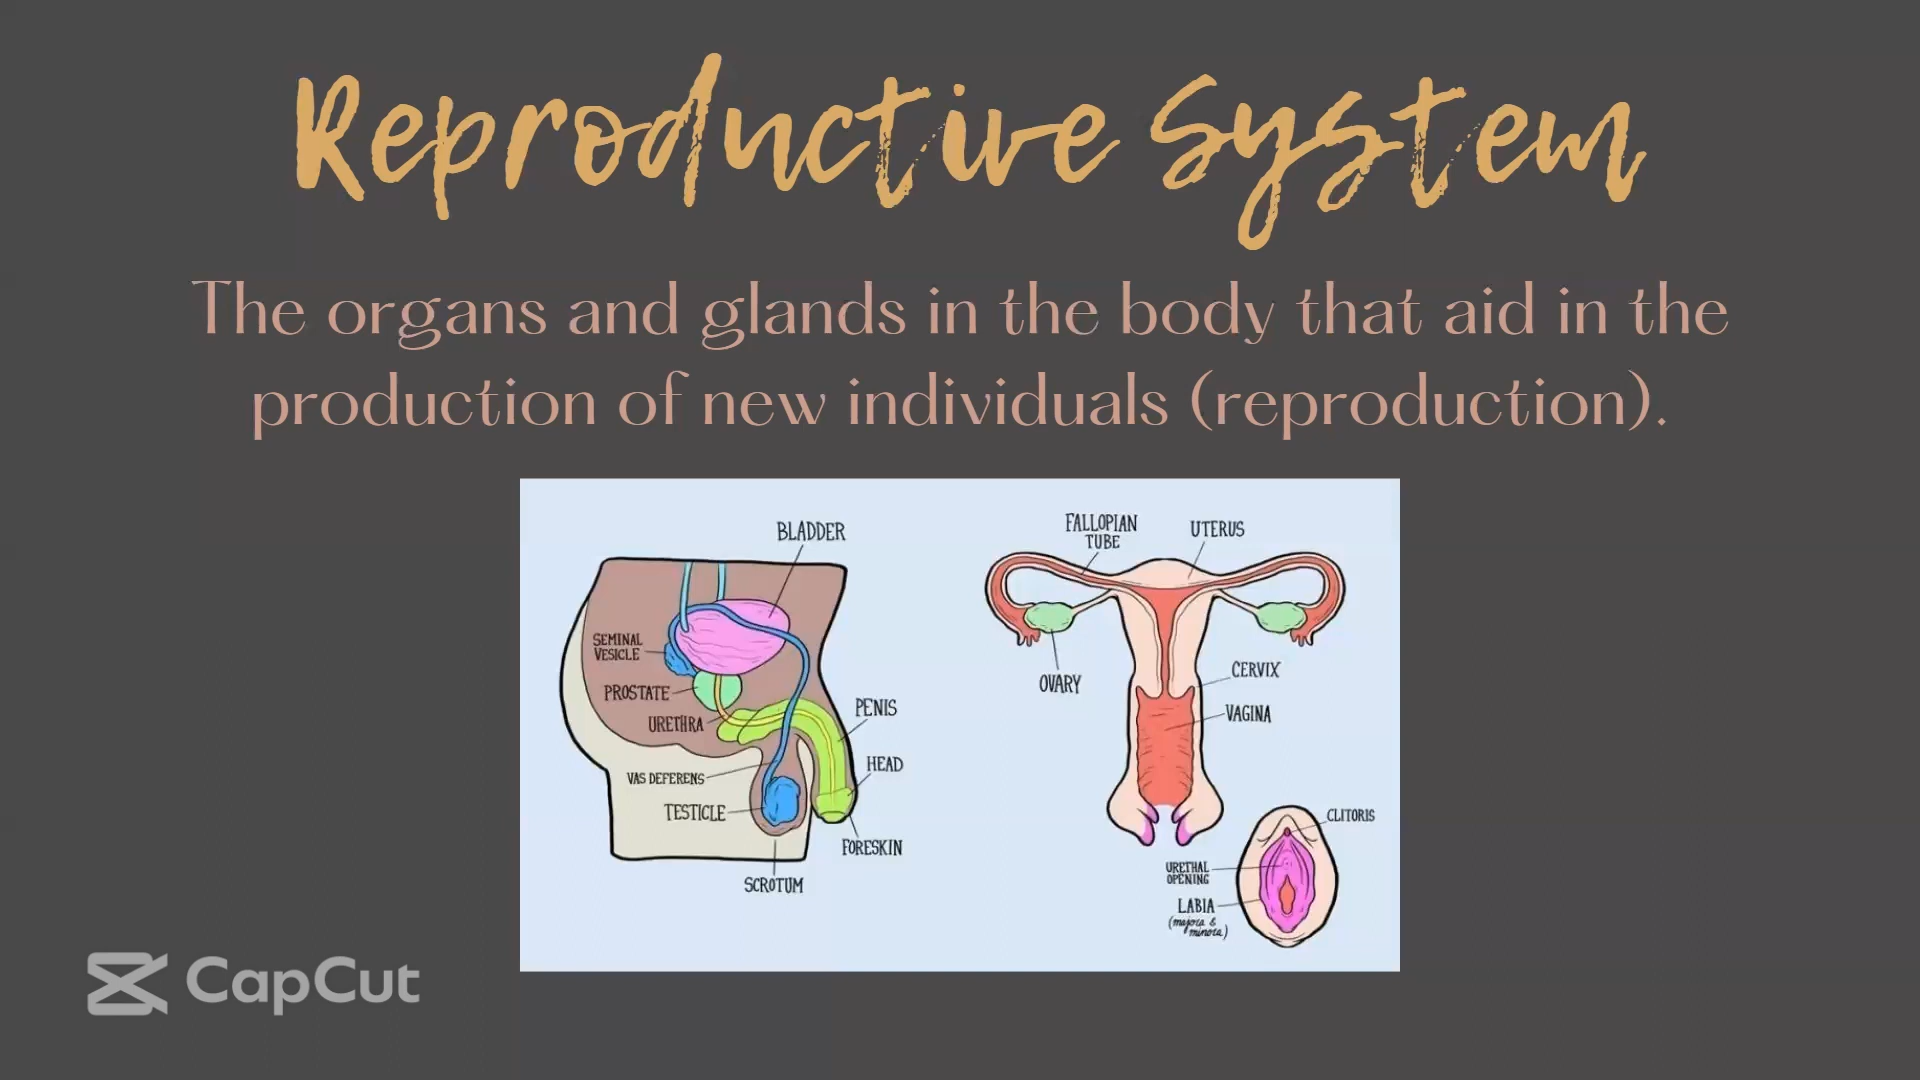 Reproductive System
The organs and glands in the body that aid in the
production of new individuals (reproduction).
BLADDER
SEMINAL
VESICLE
PROSTATE
URETHRA
PENIS
VAS DEFERENS
HEAD
TESTICLE
FORESKIN
SCROTUM
FALLOPIAN
TUBE
UTERUS
OVARY
CERVIX
VAGINA
CLITORIS
URETHAL
OPENING
LABIA
(majora &
minora)
CapCut